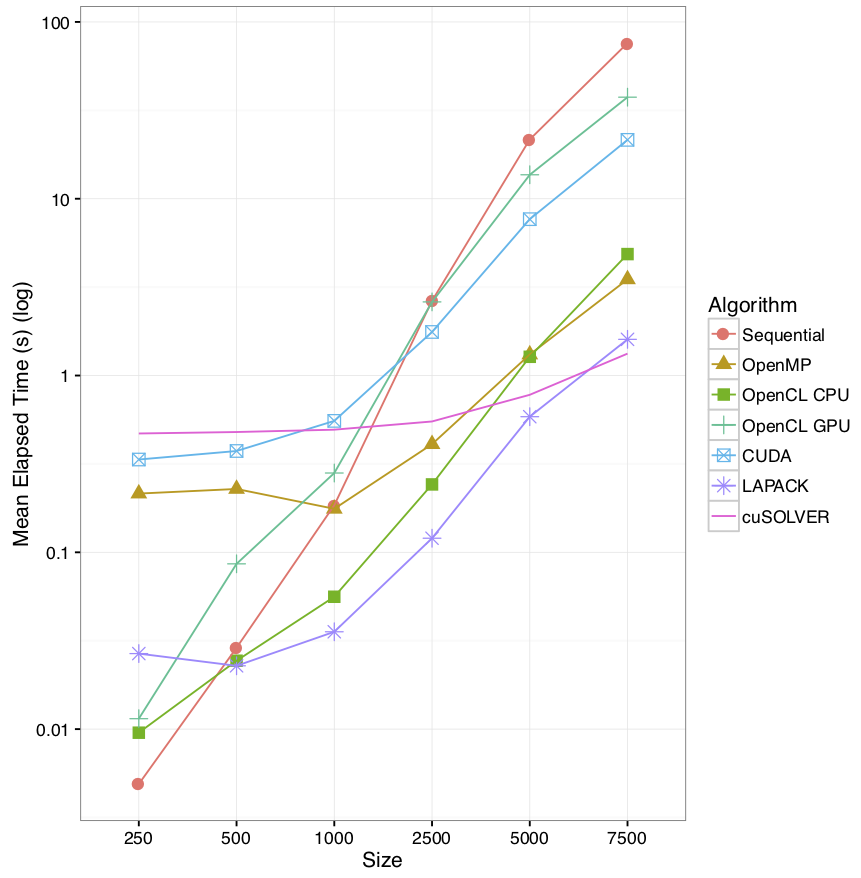 100
10
1
0.1
0.01
Mean Elapsed Time (s) (log)
250 500 1000 2500 5000 7500
Size
Algorithm
Sequential
OpenMP
OpenCL CPU
OpenCL GPU
CUDA
LAPACK
cuSOLVER